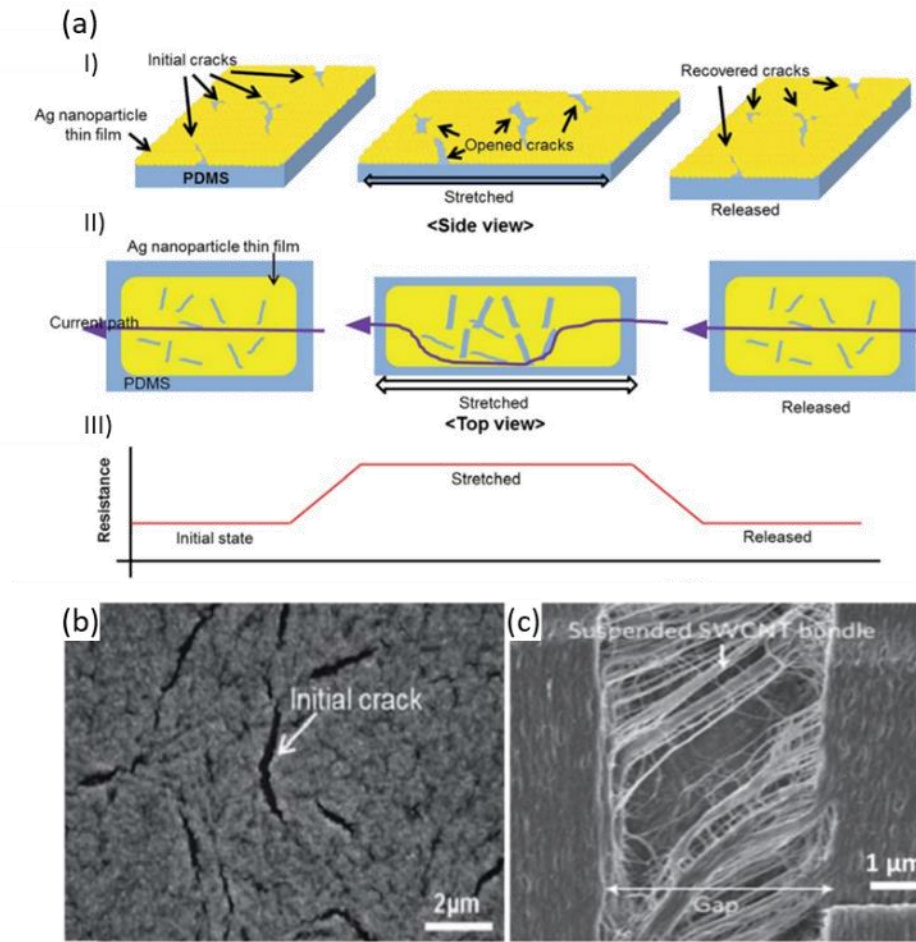 (a)
I)
Initial cracks
Ag nanoparticle
thin film
PDMS
Opened cracks
Stretched
Recovered cracks
Released
<Side view>
II)
Ag nanoparticle thin film
Current path
PDMS
Stretched
Released
<Top view>
III)
Resistance
Initial state
Stretched
Released
(b)
Initial crack
2μm
(c)
Suspended SWCNT bundle
Gap
1 μm